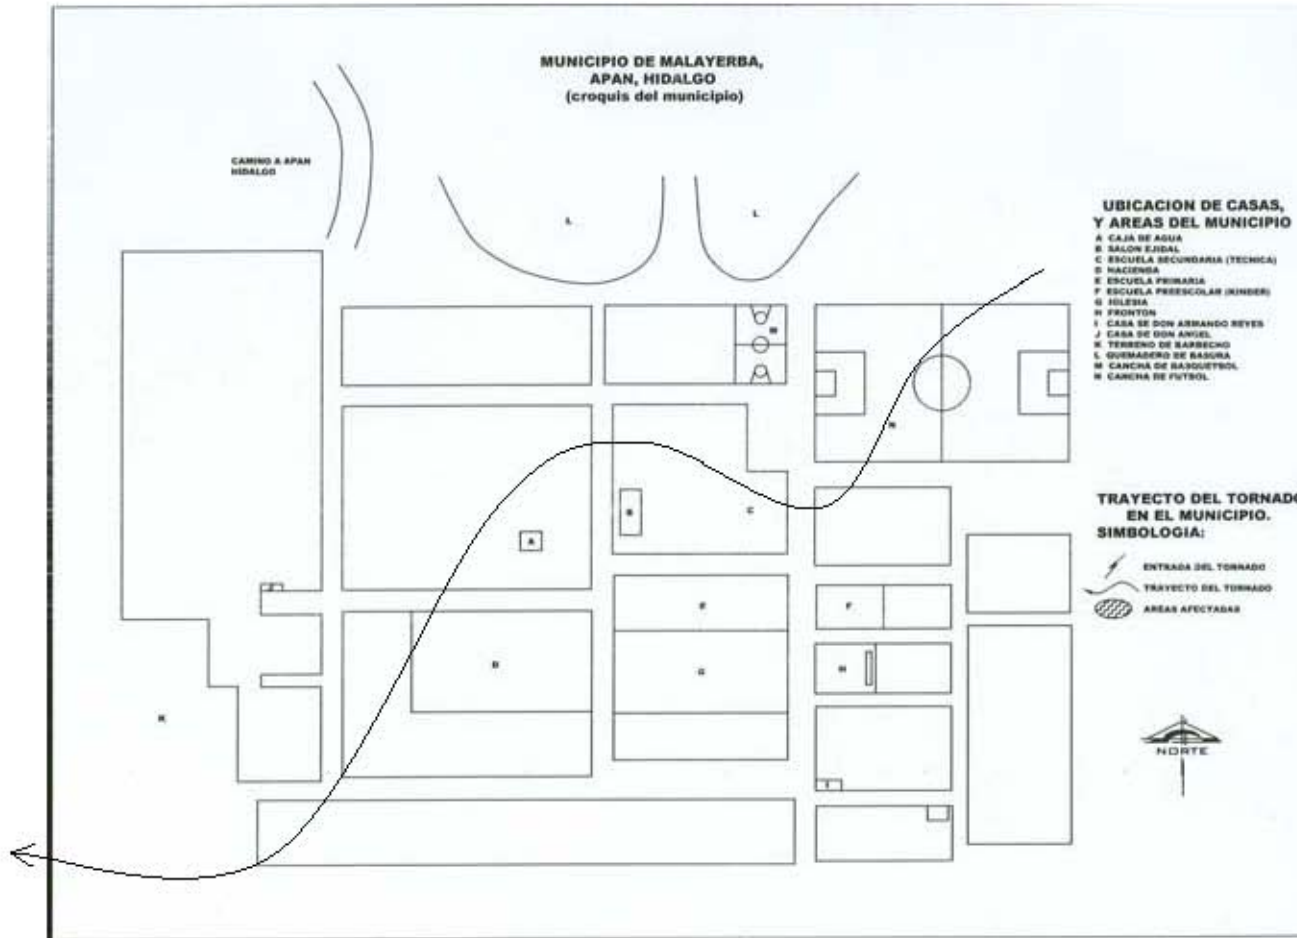 MUNICIPIO DE MALAYERBA,
APAN, HIDALGO
(croquis del municipio)
CAMINO A APAN
HIDALGO
L
L
UBICACION DE CASAS,
Y AREAS DEL MUNICIPIO
A CAJA DE AGUA
B SALON EJIDAL
C ESCUELA SECUNDARIA (TECNICA)
D HACIENDA
E ESCUELA PRIMARIA
F ESCUELA PREESCOLAR (KINDER)
G IGLESIA
H FRONTON
I CASA SE DON ARMANDO REYES
J CASA DE DON ANGEL
K TERRENO DE BARBECHO
L QUEMADERO DE BASURA
M CANCHA DE BASQUETBOL
N CANCHA DE FUTBOL
M
N
B
C
A
TRAYECTO DEL TORNADO
EN EL MUNICIPIO.
SIMBOLOGIA:
ENTRADA DEL TORNADO
TRAYECTO DEL TORNADO
AREAS AFECTADAS
E
F
D
G
H
K
NORTE